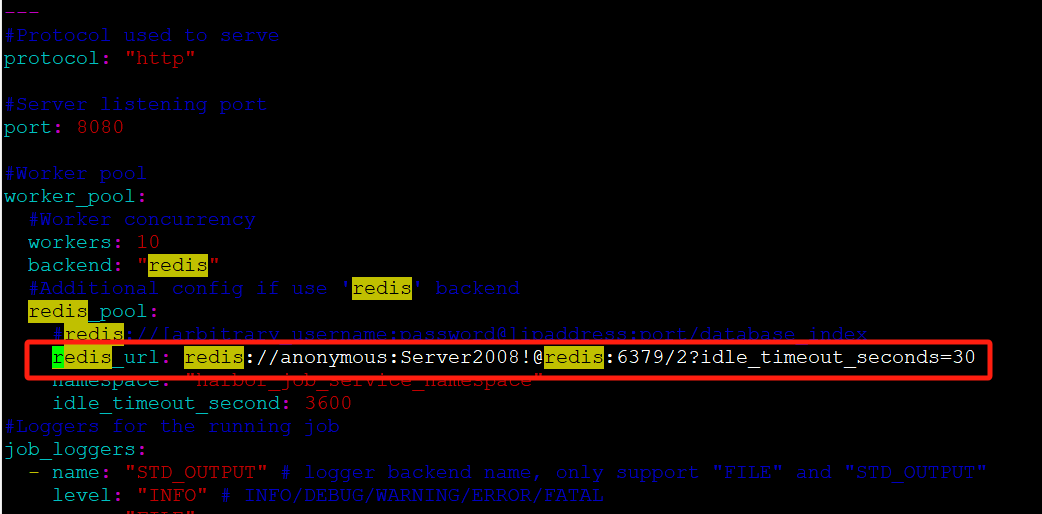 ---
#Protocol used to serve
protocol: "http"
#Server listening port
port: 8080
#Worker pool
worker_pool:
#Worker concurrency
workers: 10
backend: "redis"
#Additional config if use 'redis' backend
redis_pool:
#redis://[arbitrary_username:password@]ipaddress:port/database_index
redis_url: redis://anonymous:Server2008!@redis:6379/2?idle_timeout_seconds=30
namespace: "harbor_job_service_namespace"
idle_timeout_second: 3600
#Loggers for the running job
job_loggers:
- name: "STD_OUTPUT" # logger backend name, only support "FILE" and "STD_OUTPUT"
level: "INFO" # INFO/DEBUG/WARNING/ERROR/FATAL